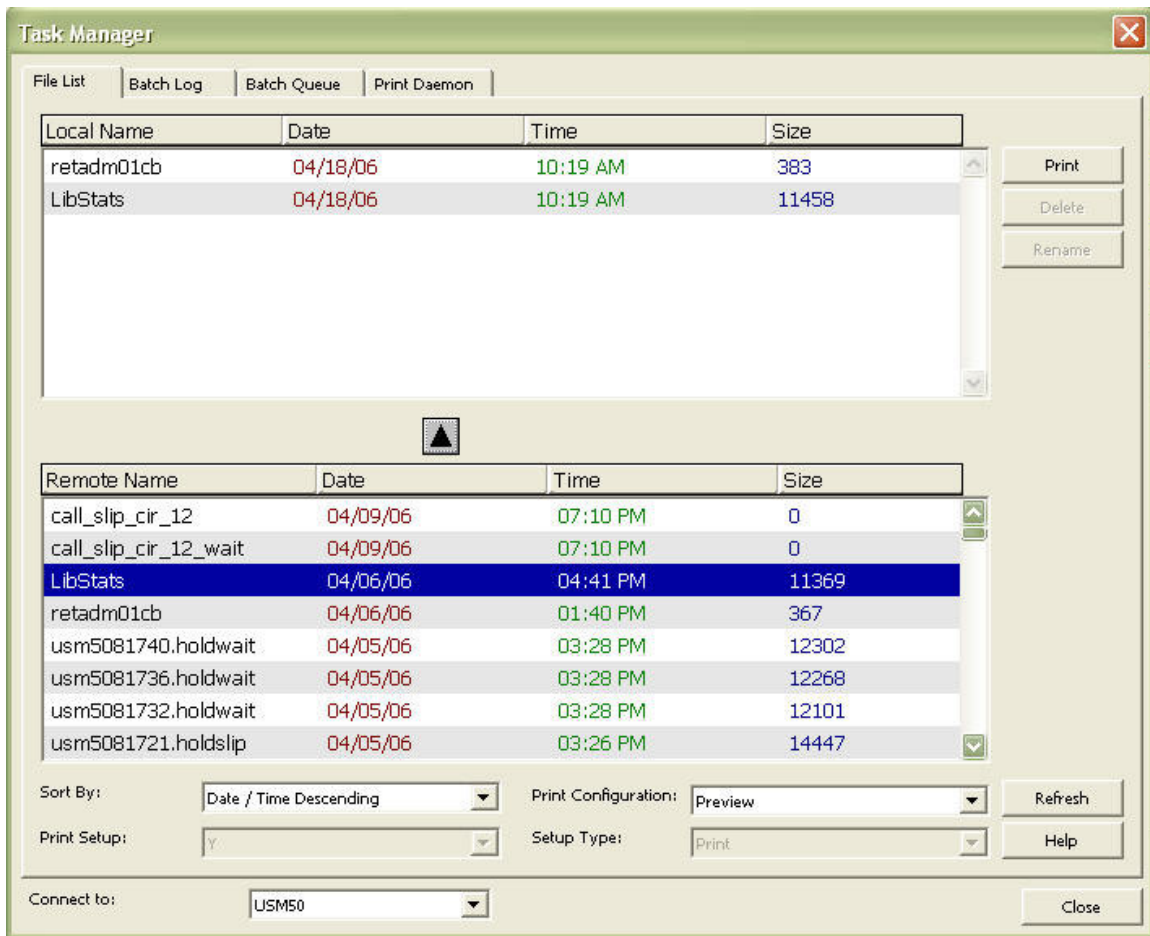 Task Manager
File List Batch Log Batch Queue Print Daemon
Local Name Date Time Size
retadm01cb 04/18/06 10:19 AM 383
LibStats 04/18/06 10:19 AM 11458
Print
Delete
Rename
Remote Name Date Time Size
call_slip_cir_12 04/09/06 07:10 PM 0
call_slip_cir_12_wait 04/09/06 07:10 PM 0
LibStats 04/06/06 04:41 PM 11369
retadm01cb 04/06/06 01:40 PM 367
usm5081740.holdwait 04/05/06 03:28 PM 12302
usm5081736.holdwait 04/05/06 03:28 PM 12268
usm5081732.holdwait 04/05/06 03:28 PM 12101
usm5081721.holdslip 04/05/06 03:26 PM 14447
Sort By: Date / Time Descending Print Configuration: Preview Refresh
Print Setup: Y Setup Type: Print Help
Connect to: USM50 Close